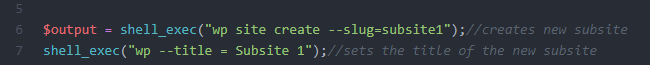 5
6 $output = shell_exec("wp site create --slug=subsite1");//creates new subsite
7 shell_exec("wp --title = Subsite 1");//sets the title of the new subsite